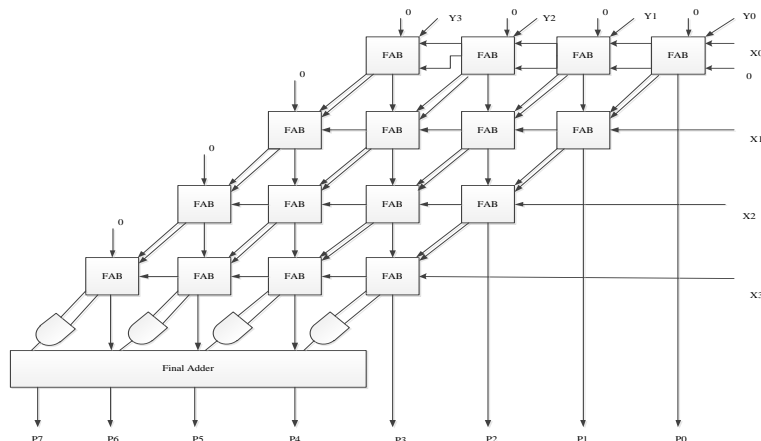 0 Y3 0 Y2 0 Y1 0 Y0
FAB FAB FAB FAB X0
0
0
FAB FAB FAB FAB X1
0
FAB FAB FAB FAB X2
0
FAB FAB FAB FAB X3
Final Adder
P7 P6 P5 P4 P3 P2 P1 P0